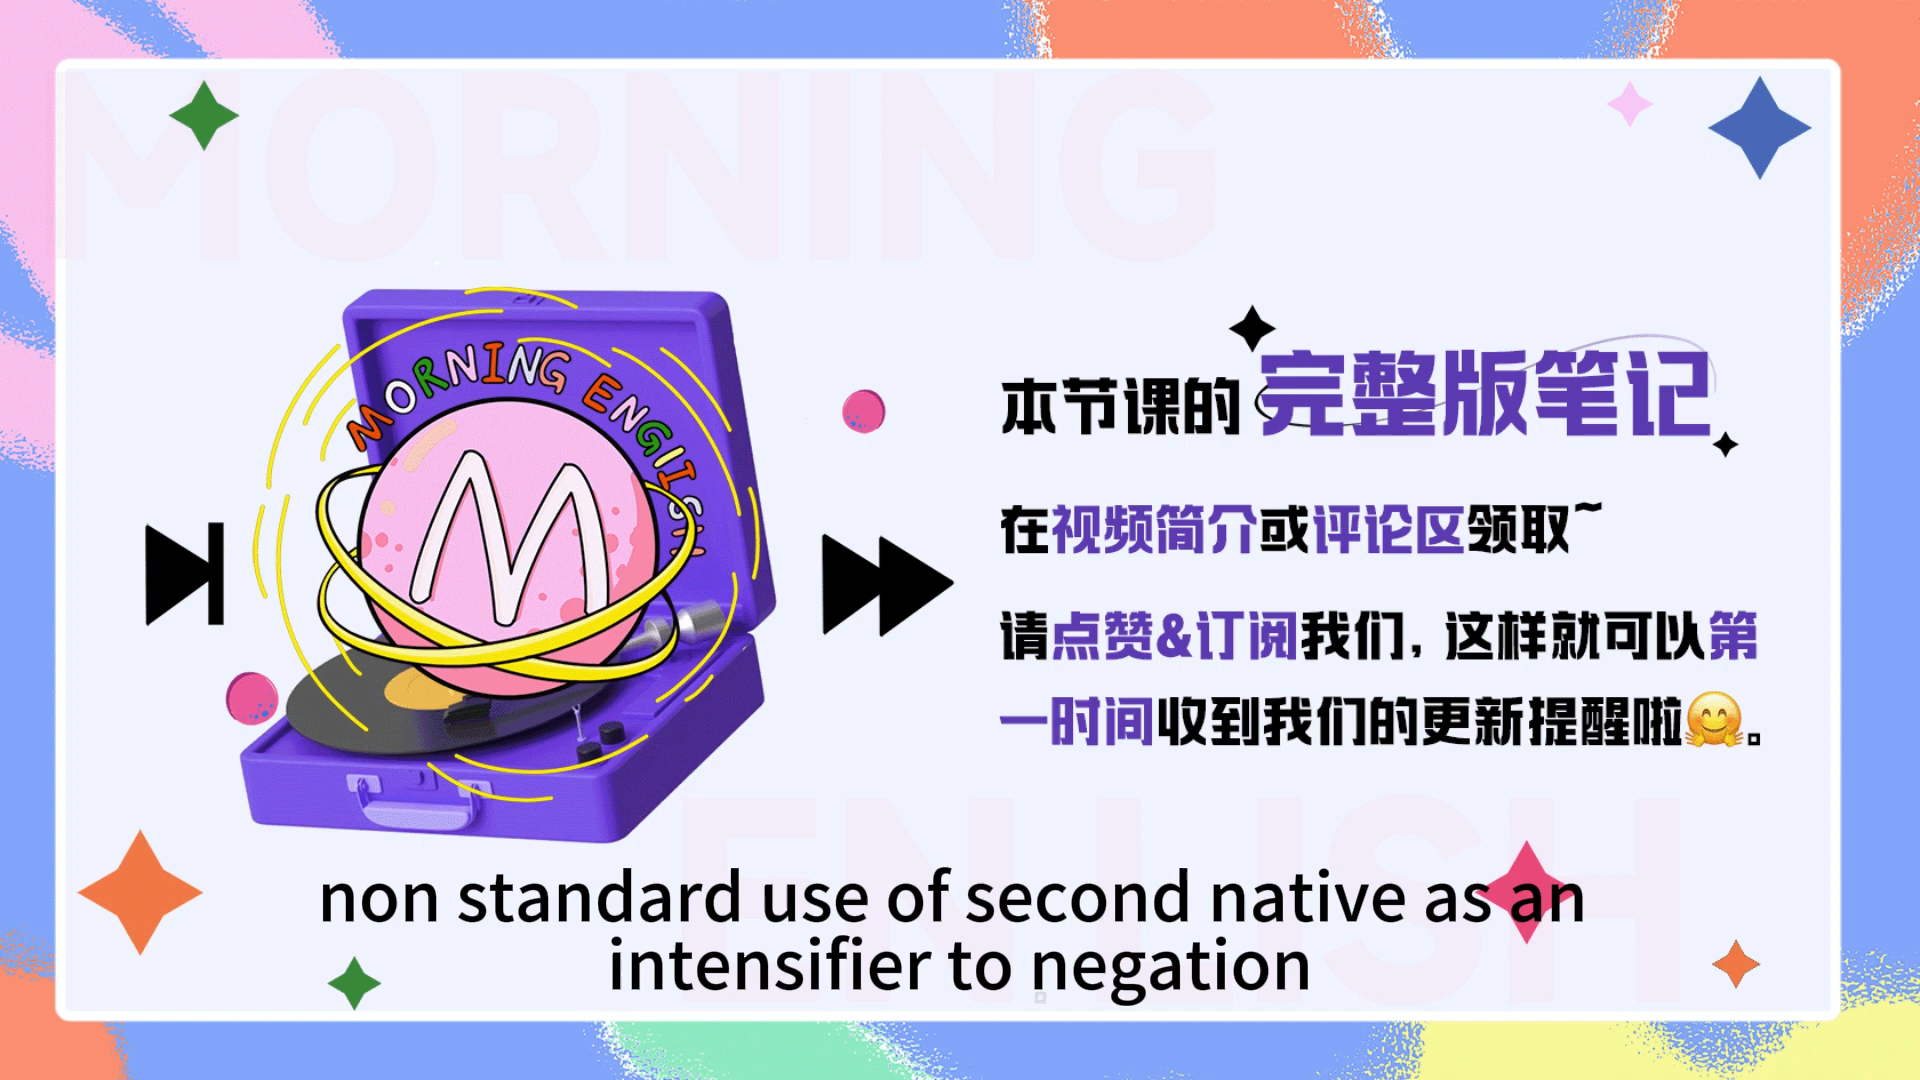 MORNING
MORNING ENGlISH
M
本节课的完整版笔记
在视频简介或评论区领取~
请点赞&订阅我们，这样就可以第
一时间收到我们的更新提醒啦🤗。
ENGLISH
non standard use of second native as an
intensifier to negation